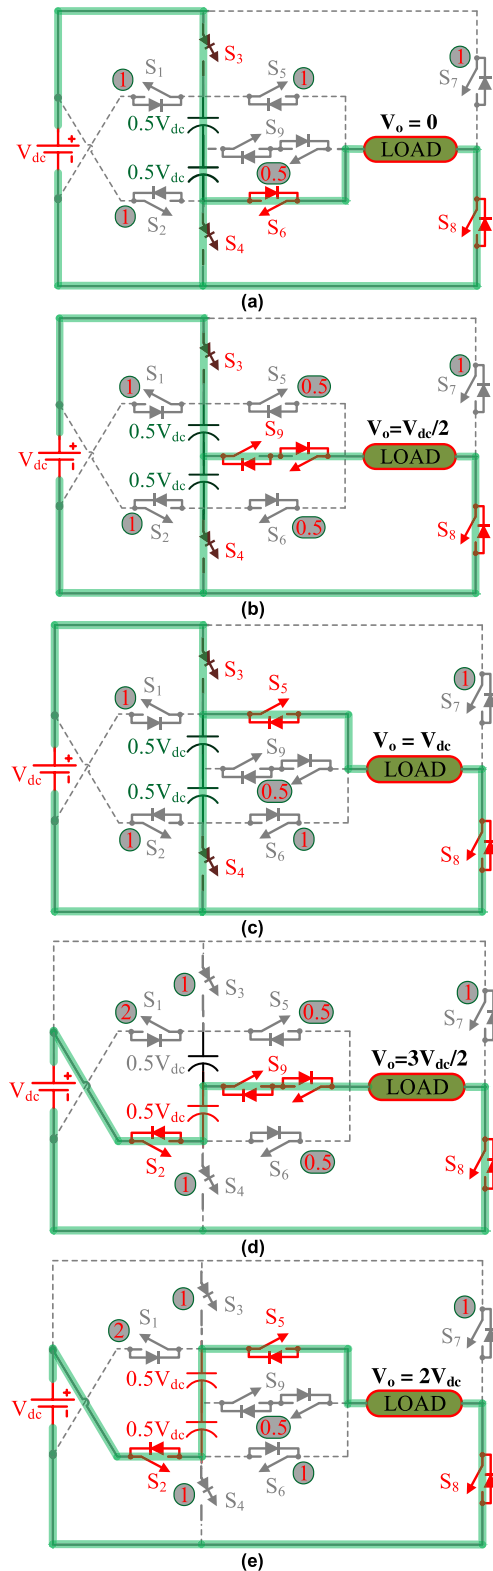 S3
1 S1 S5 1 1 S7
0.5Vdc Vo = 0
Vdc S9 LOAD
0.5Vdc 0.5
1 S2 S6 S8
S4
(a)
S3
1 S1 S5 0.5 1 S7
0.5Vdc S9 Vo=Vdc/2
Vdc LOAD
0.5Vdc
1 S2 S6 0.5 S8
S4
(b)
S3
1 S1 S5 1 S7
0.5Vdc S9 Vo = Vdc
Vdc LOAD
0.5Vdc 0.5
1 S2 S6 1 S8
S4
(c)
1 S3
2 S1 S5 0.5 1 S7
0.5Vdc S9 Vo=3Vdc/2
Vdc LOAD
0.5Vdc
S2 S6 0.5 S8
1 S4
(d)
1 S3
2 S1 S5 1 S7
0.5Vdc S9 Vo = 2Vdc
Vdc LOAD
0.5Vdc 0.5
S2 S6 1 S8
1 S4
(e)